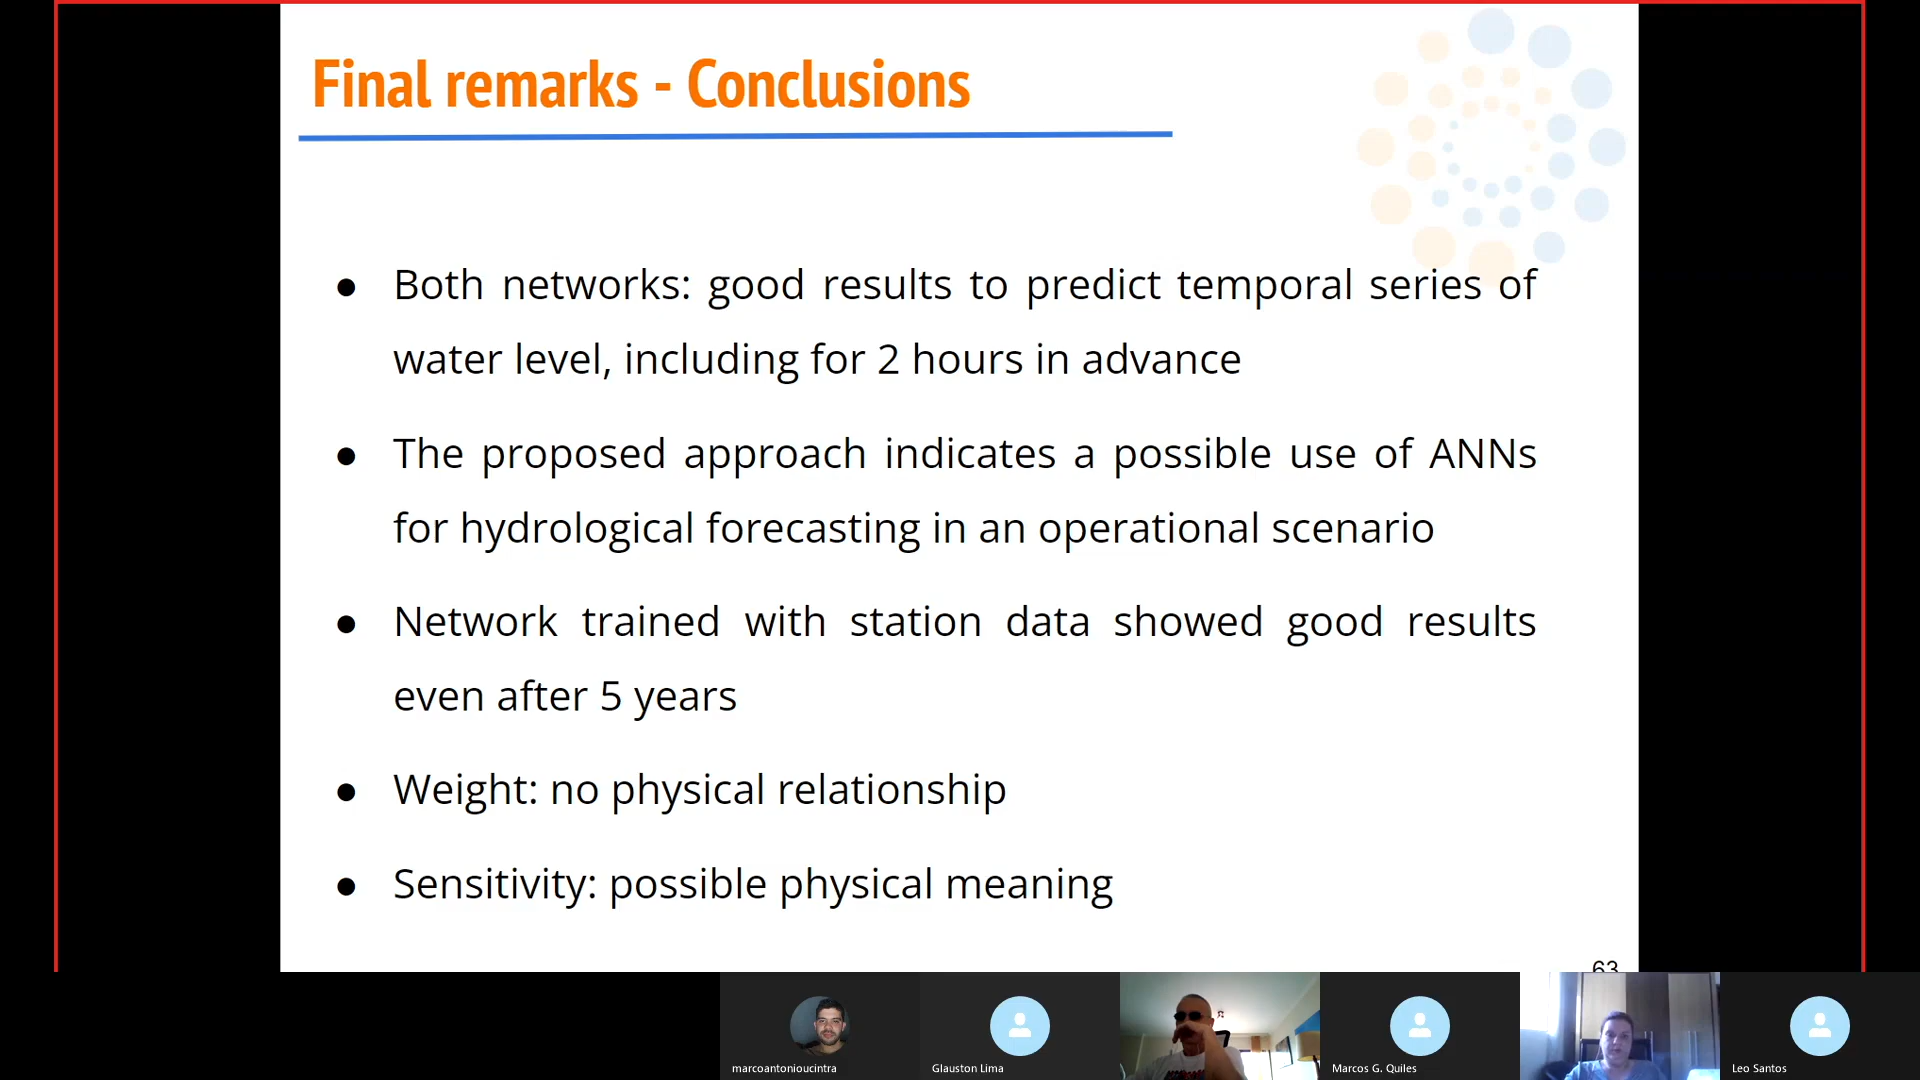 Final remarks - Conclusions
● Both networks: good results to predict temporal series of
water level, including for 2 hours in advance
● The proposed approach indicates a possible use of ANNs
for hydrological forecasting in an operational scenario
● Network trained with station data showed good results
even after 5 years
● Weight: no physical relationship
● Sensitivity: possible physical meaning
63
marcoantonioucintra
Glauston Lima
Marcos G. Quiles
Leo Santos